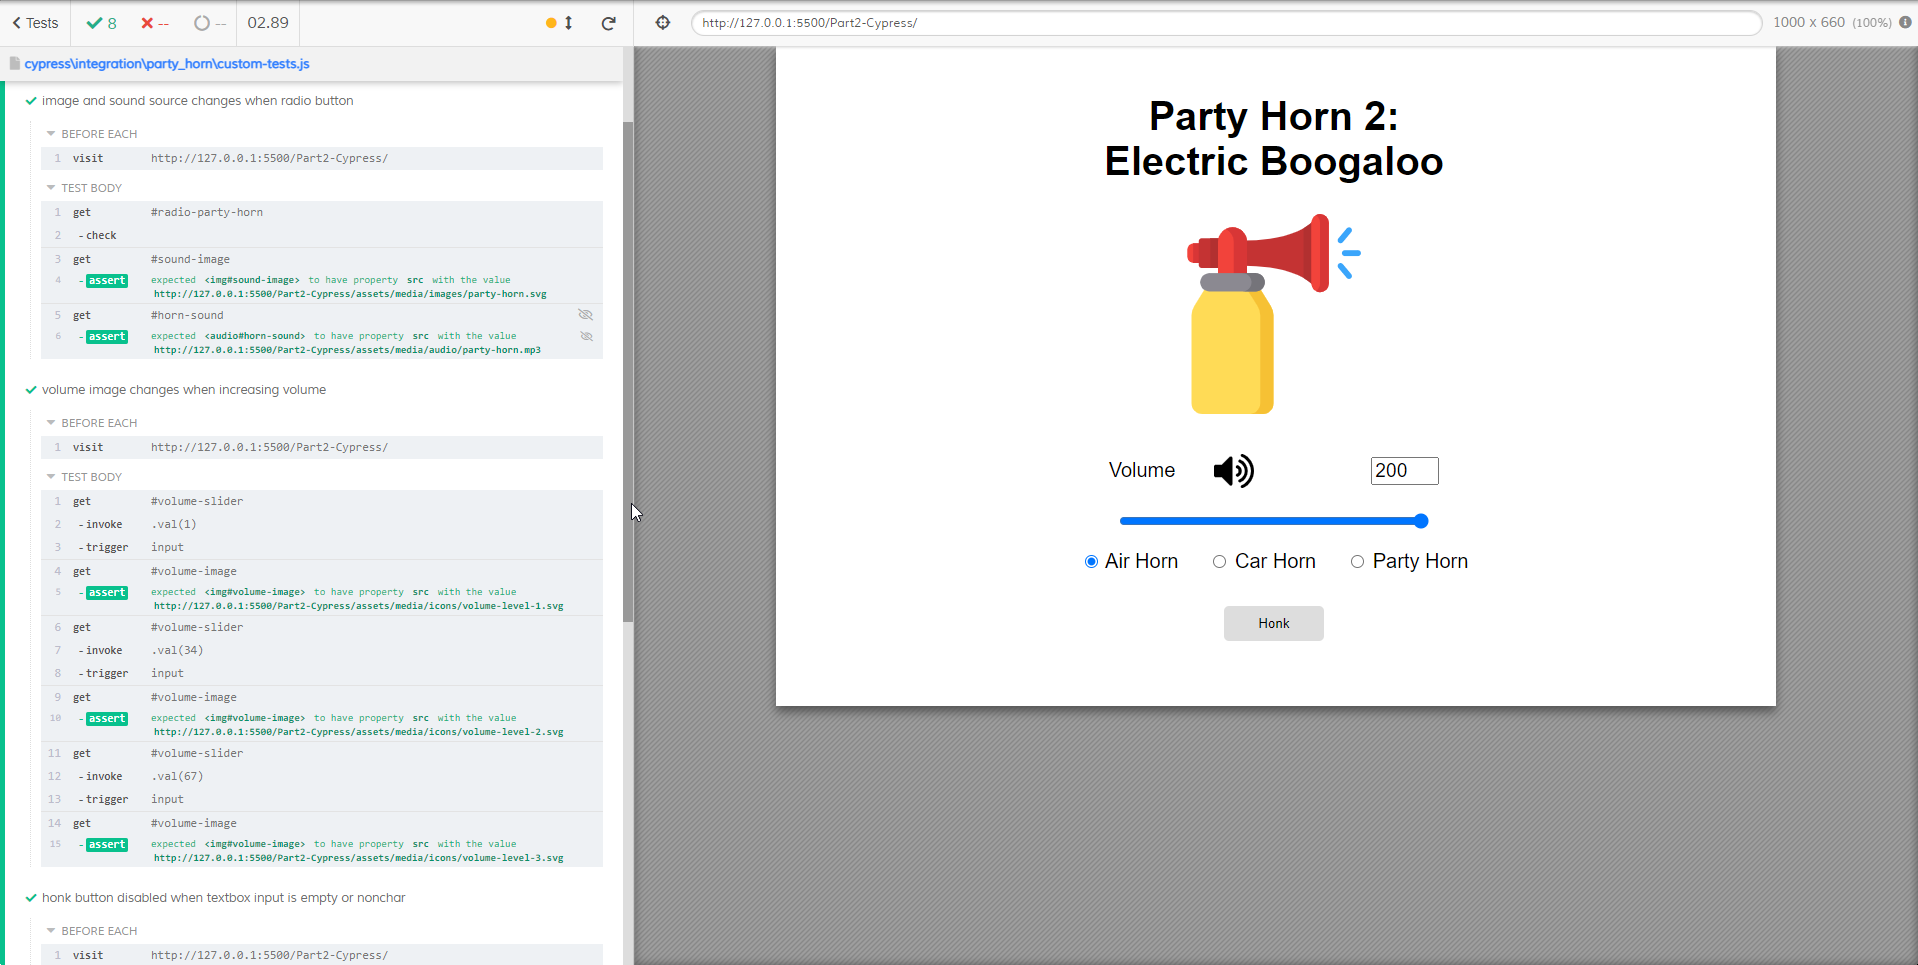 Tests 8 -- -- 02.89
cypress\integration\party_horn\custom-tests.js
image and sound source changes when radio button
BEFORE EACH
1 visit http://127.0.0.1:5500/Part2-Cypress/
TEST BODY
1 get #radio-party-horn
2 -check
3 get #sound-image
4 -assert expected <img#sound-image> to have property src with the value
http://127.0.0.1:5500/Part2-Cypress/assets/media/images/party-horn.svg
5 get #horn-sound
6 -assert expected <audio#horn-sound> to have property src with the value
http://127.0.0.1:5500/Part2-Cypress/assets/media/audio/party-horn.mp3
volume image changes when increasing volume
BEFORE EACH
1 visit http://127.0.0.1:5500/Part2-Cypress/
TEST BODY
1 get #volume-slider
2 -invoke .val(1)
3 -trigger input
4 get #volume-image
5 -assert expected <img#volume-image> to have property src with the value
http://127.0.0.1:5500/Part2-Cypress/assets/media/icons/volume-level-1.svg
6 get #volume-slider
7 -invoke .val(34)
8 -trigger input
9 get #volume-image
10 -assert expected <img#volume-image> to have property src with the value
http://127.0.0.1:5500/Part2-Cypress/assets/media/icons/volume-level-2.svg
11 get #volume-slider
12 -invoke .val(67)
13 -trigger input
14 get #volume-image
15 -assert expected <img#volume-image> to have property src with the value
http://127.0.0.1:5500/Part2-Cypress/assets/media/icons/volume-level-3.svg
honk button disabled when textbox input is empty or nonchar
BEFORE EACH
1 visit http://127.0.0.1:5500/Part2-Cypress/
http://127.0.0.1:5500/Part2-Cypress/ 1000 x 660 (100%)
Party Horn 2:
Electric Boogaloo
Volume 200
Air Horn Car Horn Party Horn
Honk